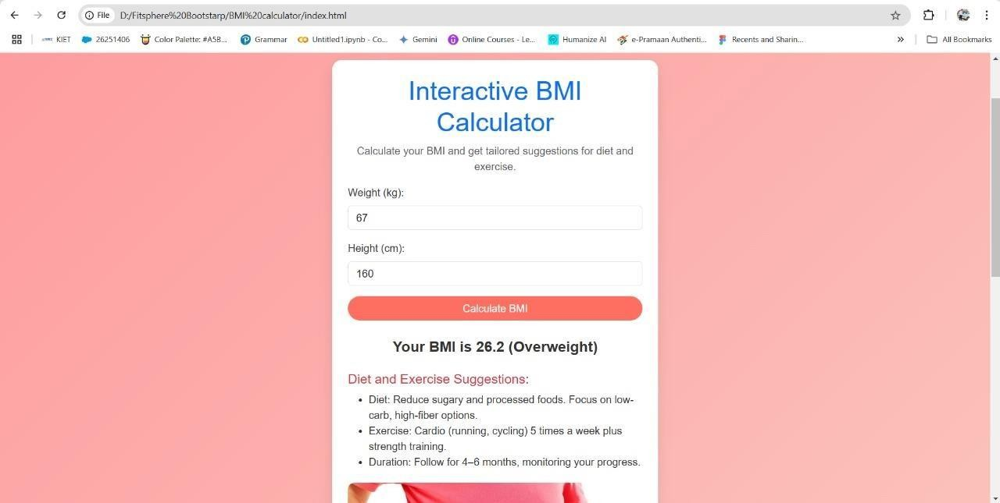 File D:/Fitsphere%20Bootstarp/BMI%20calculator/index.html
KIET 26251406 Color Palette: #A5B... Grammar Untitled1.ipynb - Co... Gemini Online Courses - Le... Humanize AI e-Pramaan Authenti... Recents and Sharin... » All Bookmarks
Interactive BMI
Calculator
Calculate your BMI and get tailored suggestions for diet and
exercise.
Weight (kg):
67
Height (cm):
160
Calculate BMI
Your BMI is 26.2 (Overweight)
Diet and Exercise Suggestions:
• Diet: Reduce sugary and processed foods. Focus on low-
carb, high-fiber options.
• Exercise: Cardio (running, cycling) 5 times a week plus
strength training.
• Duration: Follow for 4–6 months, monitoring your progress.